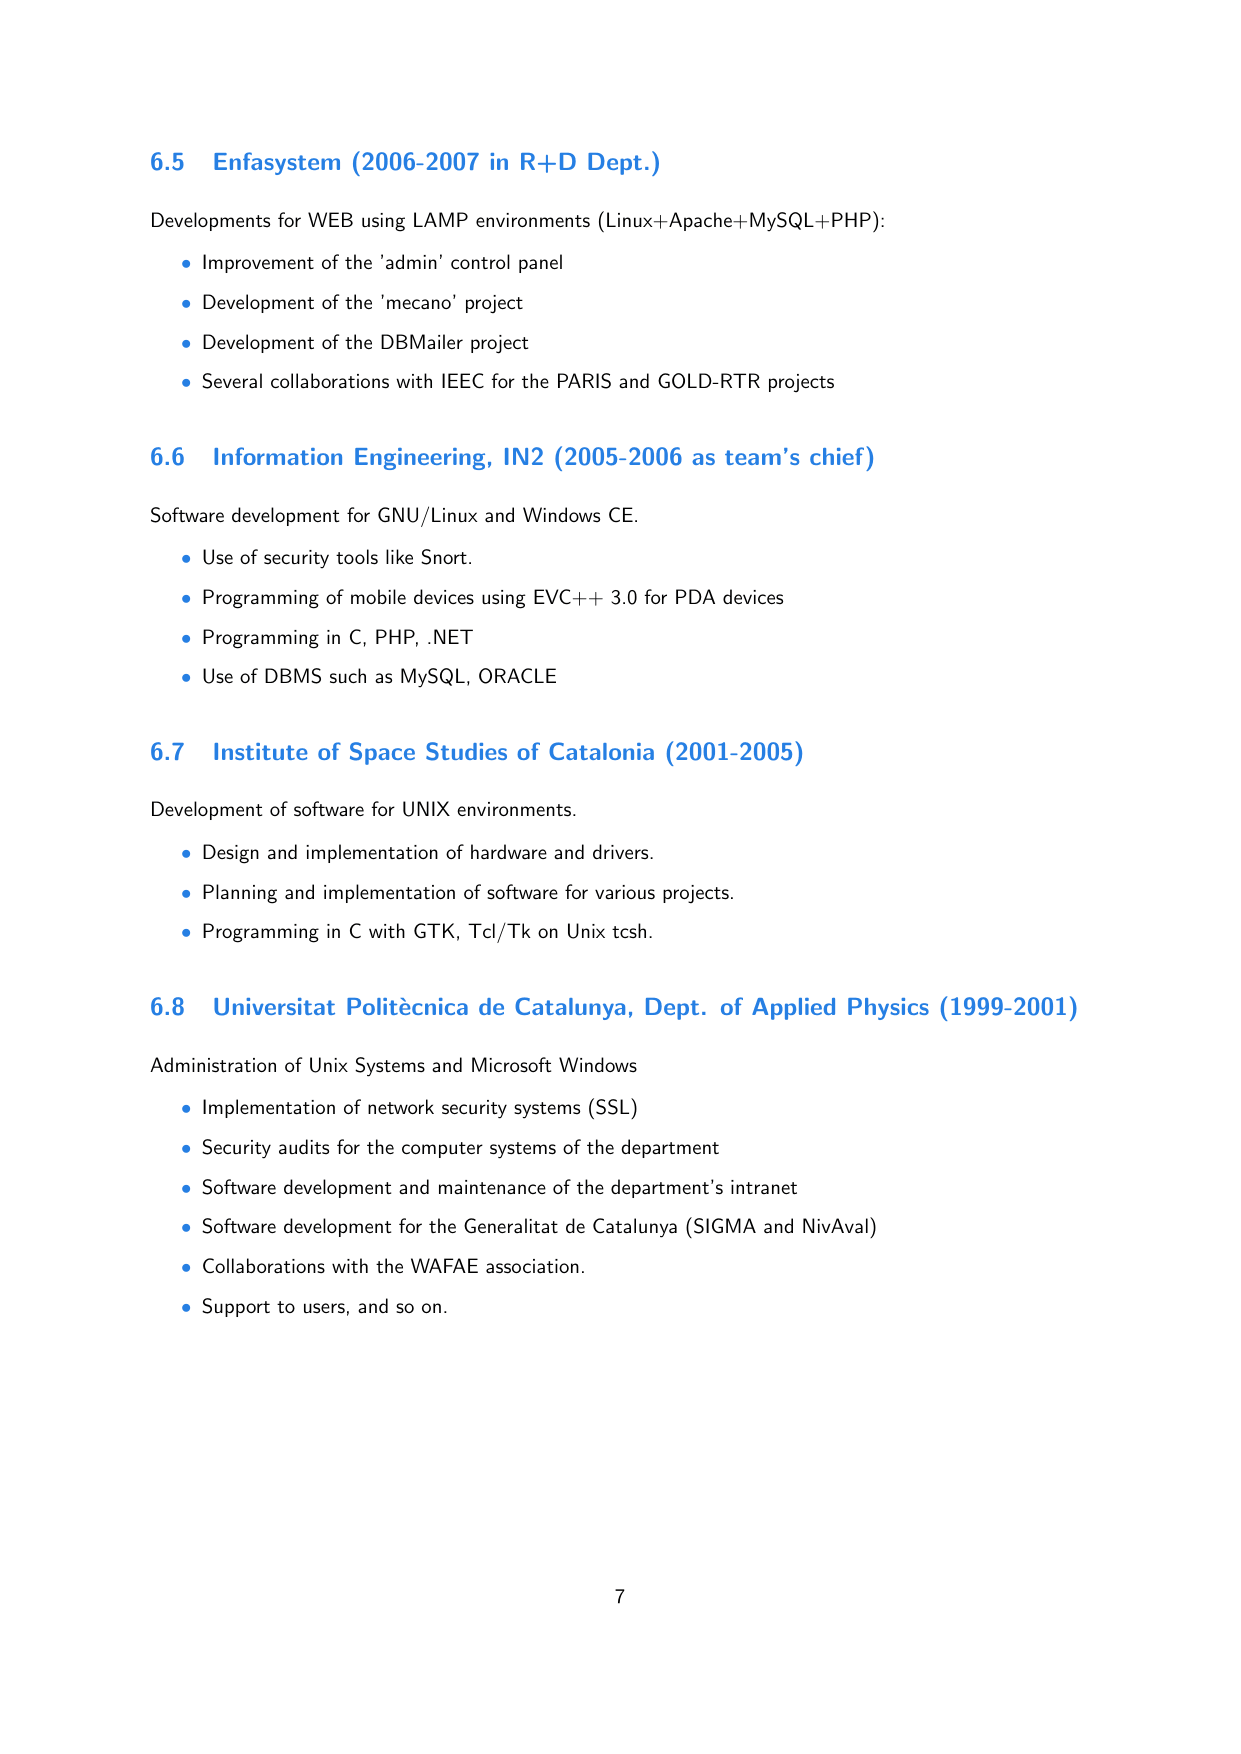 6.5 Enfasystem (2006-2007 in R+D Dept.)
Developments for WEB using LAMP environments (Linux+Apache+MySQL+PHP):
• Improvement of the 'admin' control panel
• Development of the 'mecano' project
• Development of the DBMailer project
• Several collaborations with IEEC for the PARIS and GOLD-RTR projects
6.6 Information Engineering, IN2 (2005-2006 as team's chief)
Software development for GNU/Linux and Windows CE.
• Use of security tools like Snort.
• Programming of mobile devices using EVC++ 3.0 for PDA devices
• Programming in C, PHP, .NET
• Use of DBMS such as MySQL, ORACLE
6.7 Institute of Space Studies of Catalonia (2001-2005)
Development of software for UNIX environments.
• Design and implementation of hardware and drivers.
• Planning and implementation of software for various projects.
• Programming in C with GTK, Tcl/Tk on Unix tcsh.
6.8 Universitat Politècnica de Catalunya, Dept. of Applied Physics (1999-2001)
Administration of Unix Systems and Microsoft Windows
• Implementation of network security systems (SSL)
• Security audits for the computer systems of the department
• Software development and maintenance of the department's intranet
• Software development for the Generalitat de Catalunya (SIGMA and NivAval)
• Collaborations with the WAFAE association.
• Support to users, and so on.
7